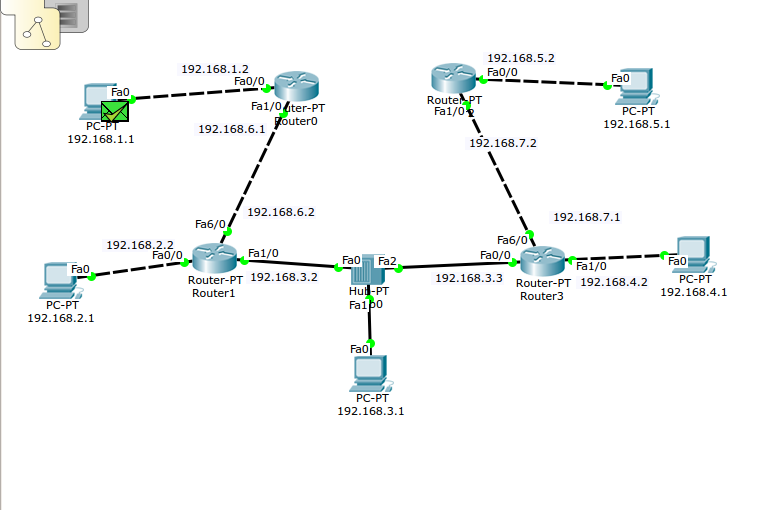 192.168.1.2
Fa0/0
Fa0
PC-PT
192.168.1.1
Fa1/0
uter-PT
Router0
192.168.6.1
192.168.5.2
Fa0/0
Fa0
PC-PT
192.168.5.1
Router-PT
Fa1/0
192.168.7.2
192.168.6.2
Fa6/0
192.168.2.2
Fa0/0
Fa1/0
192.168.3.2
Router-PT
Router1
Fa0
PC-PT
192.168.2.1
Fa0
Fa2
Hub-PT
Fa1
b0
Fa0
PC-PT
192.168.3.1
192.168.7.1
Fa6/0
Fa0/0
192.168.3.3
Fa1/0
192.168.4.2
Router-PT
Router3
Fa0
PC-PT
192.168.4.1